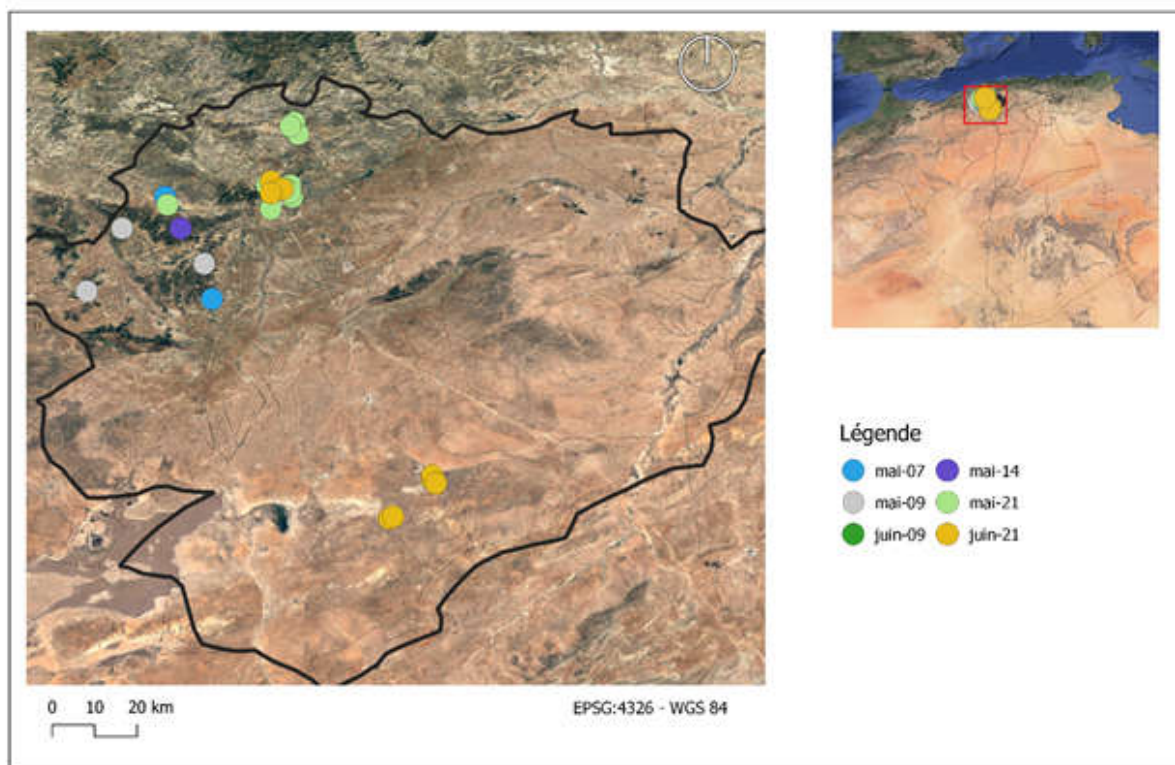 Légende
mai-07 mai-14
mai-09 mai-21
juin-09 juin-21
0 10 20 km
EPSG:4326 - WGS 84